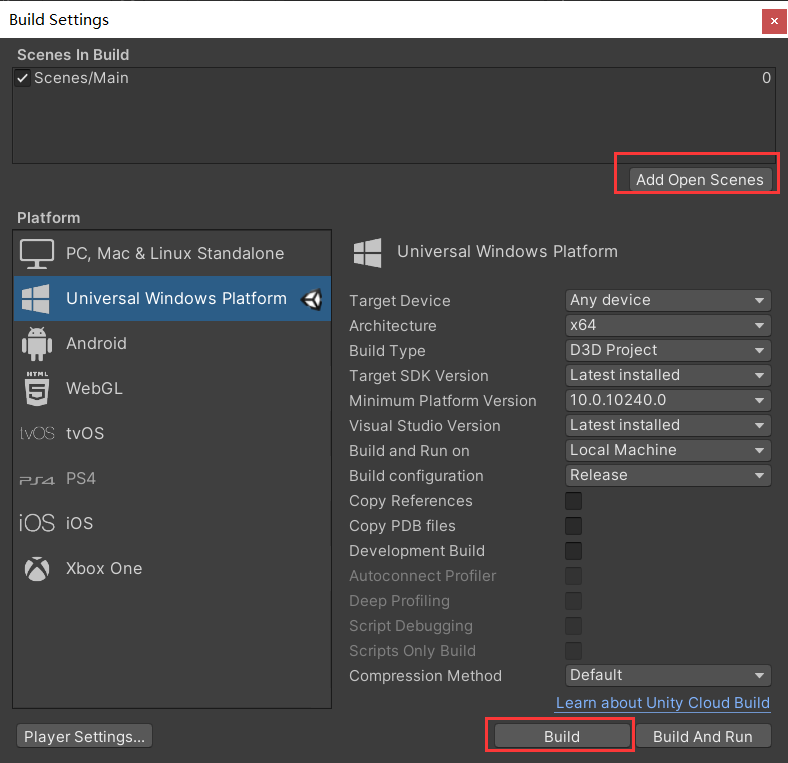 Build Settings
Scenes In Build
Scenes/Main 0
Add Open Scenes
Platform
PC, Mac & Linux Standalone
Universal Windows Platform
Android
HTML 5 WebGL
tvOS tvOS
PS4 PS4
iOS iOS
Xbox One
Universal Windows Platform
Target Device Any device
Architecture x64
Build Type D3D Project
Target SDK Version Latest installed
Minimum Platform Version 10.0.10240.0
Visual Studio Version Latest installed
Build and Run on Local Machine
Build configuration Release
Copy References
Copy PDB files
Development Build
Autoconnect Profiler
Deep Profiling
Script Debugging
Scripts Only Build
Compression Method Default
Learn about Unity Cloud Build
Player Settings... Build Build And Run